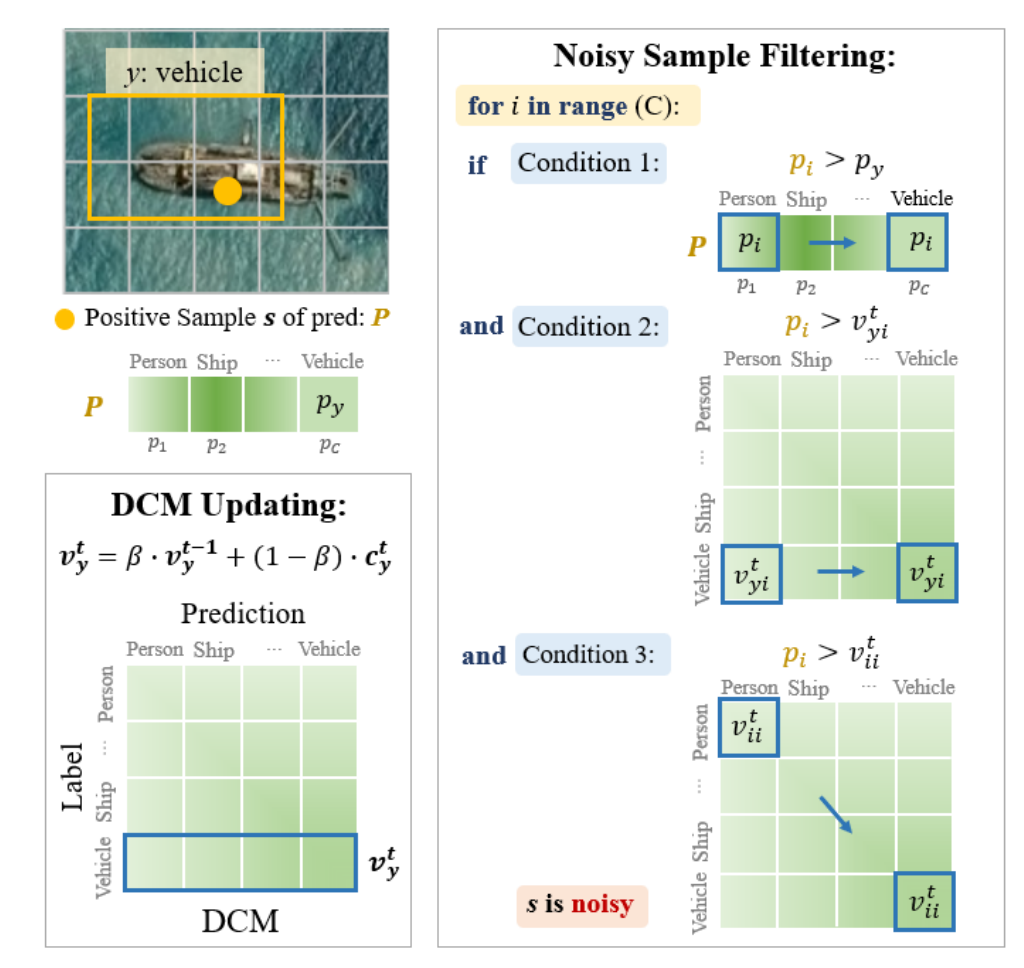 y: vehicle
Positive Sample s of pred: P
Person Ship ... Vehicle
P p_y
p_1 p_2 p_C
DCM Updating:
v_y^t = β · v_y^{t-1} + (1 − β) · c_y^t
Prediction
Person Ship ... Vehicle
Label
Person
...
Ship
Vehicle
v_y^t
DCM
Noisy Sample Filtering:
for i in range (C):
if Condition 1: p_i > p_y
Person Ship ... Vehicle
P p_i p_i
p_1 p_2 p_C
and Condition 2: p_i > v_{yi}^t
Person Ship ... Vehicle
Person
...
Ship
Vehicle
v_{yi}^t v_{yi}^t
and Condition 3: p_i > v_{ii}^t
Person Ship ... Vehicle
Person
...
Ship
Vehicle
v_{ii}^t
v_{ii}^t
s is noisy